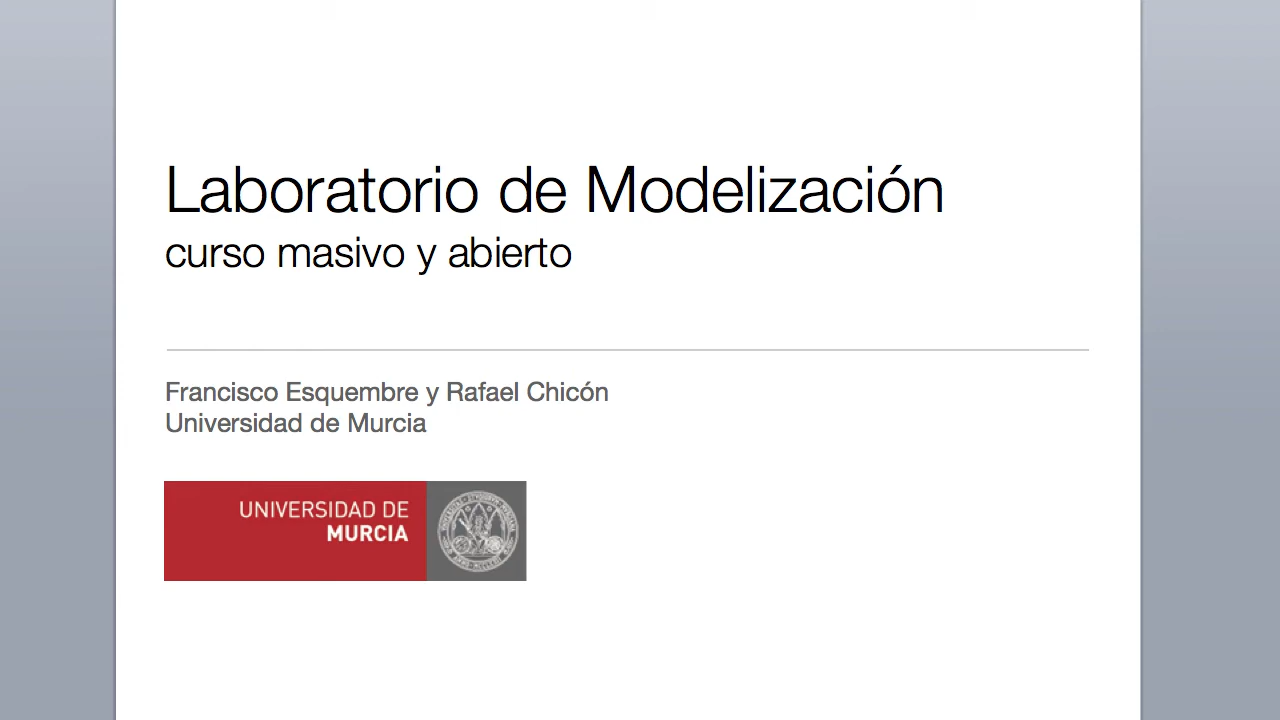 Laboratorio de Modelización
curso masivo y abierto
Francisco Esquembre y Rafael Chicón
Universidad de Murcia
UNIVERSIDAD DE
MURCIA